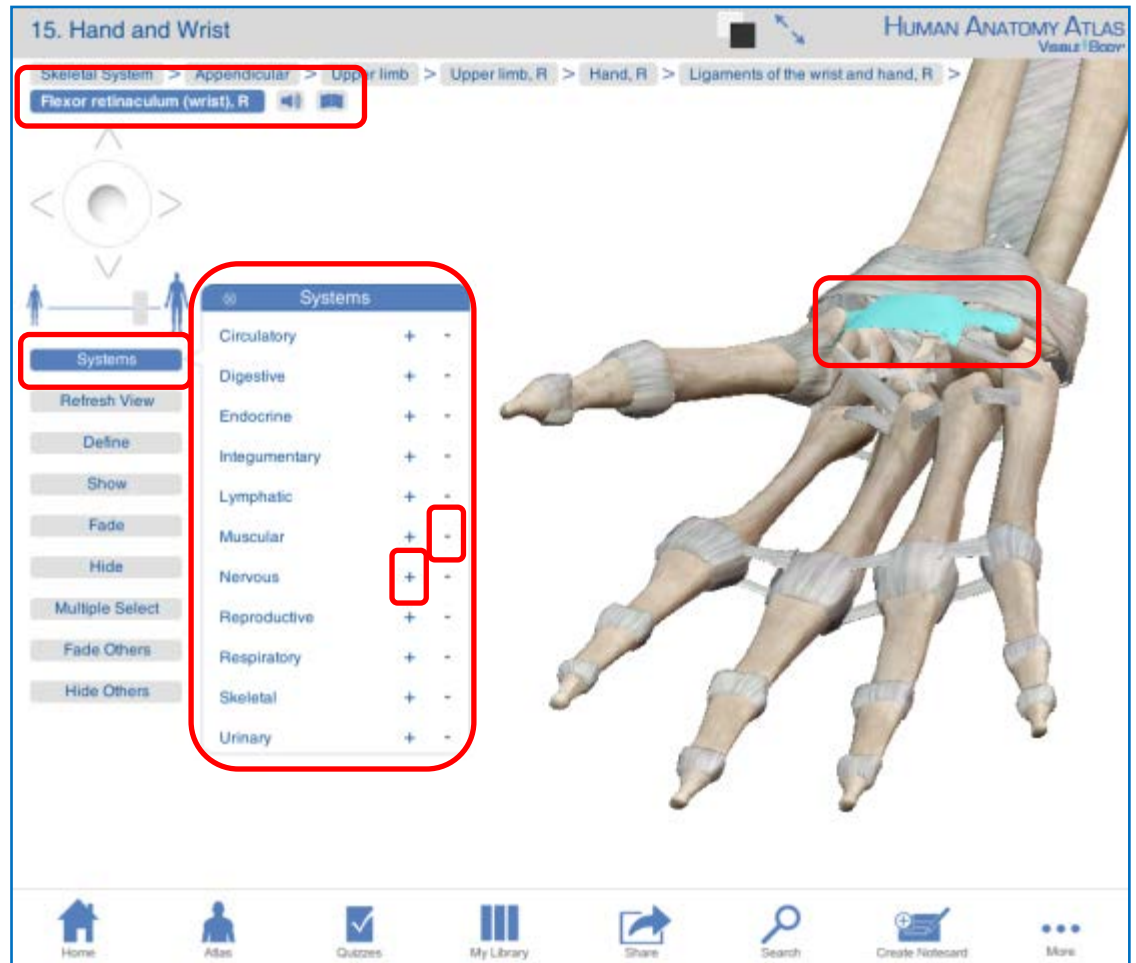 15. Hand and Wrist
HUMAN ANATOMY ATLAS
VISIBLE BODY
Skeletal System > Appendicular > Upper limb > Upper limb, R > Hand, R > Ligaments of the wrist and hand, R >
Flexor retinaculum (wrist), R
Systems
Circulatory + -
Digestive + -
Endocrine + -
Integumentary + -
Lymphatic + -
Muscular + -
Nervous + -
Reproductive + -
Respiratory + -
Skeletal + -
Urinary + -
Systems
Refresh View
Define
Show
Fade
Hide
Multiple Select
Fade Others
Hide Others
Home
Atlas
Quizzes
My Library
Share
Search
Create Notecard
More